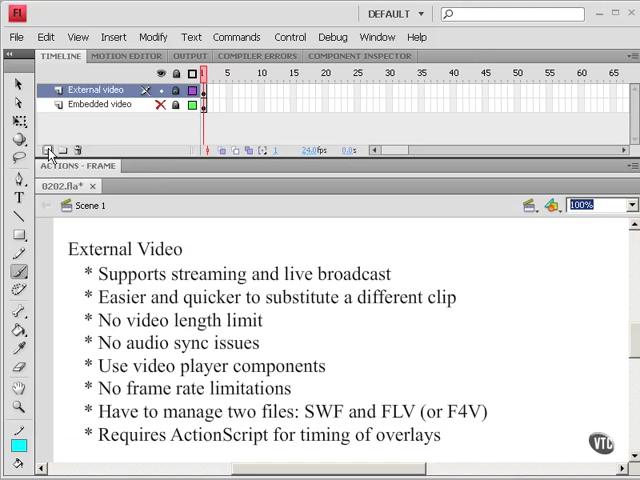 Fl
DEFAULT
File Edit View Insert Modify Text Commands Control Debug Window Help
TIMELINE MOTION EDITOR OUTPUT COMPILER ERRORS COMPONENT INSPECTOR
1 5 10 15 20 25 30 35 40 45 50 55 60 65
External video
Embedded video
1 24.0fps 0.0s
ACTIONS - FRAME
0202.fla*
Scene 1
100%
External Video
* Supports streaming and live broadcast
* Easier and quicker to substitute a different clip
* No video length limit
* No audio sync issues
* Use video player components
* No frame rate limitations
* Have to manage two files: SWF and FLV (or F4V)
* Requires ActionScript for timing of overlays
VTC